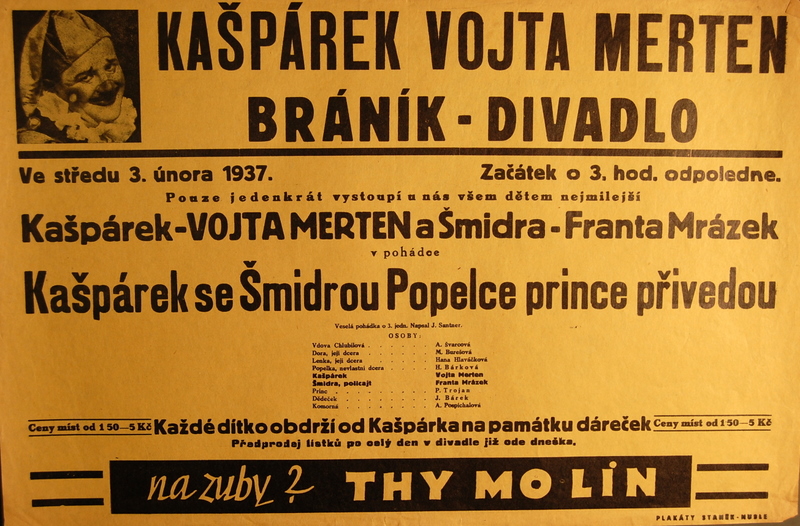 KAŠPÁREK VOJTA MERTEN
BRÁNÍK - DIVADLO
Ve středu 3. února 1937.
Začátek o 3. hod. odpoledne.
Pouze jedenkrát vystoupí u nás všem dětem nejmilejší
Kašpárek-VOJTA MERTEN a Šmidra-Franta Mrázek
v pohádce
Kašpárek se Šmidrou Popelce prince přivedou
Veselá pohádka o 3. jedn. Napsal J. Santner.
OSOBY:
Vdova Chlubilová . . . . . . . A. Švarcová
Dora, její dcera . . . . . . . M. Burešová
Lenka, její dcera . . . . . . . Hana Hlaváčková
Popelka, nevlastní dcera . . . . . . . H. Bárková
Kašpárek Vojta Merten
Šmidra, policajt Franta Mrázek
Princ . . . . . . . P. Trojan
Dědeček . . . . . . . J. Bárek
Komorná . . . . . . . A. Pospíchalová
Ceny míst od 1 50—5 Kč Každé dítko obdrží od Kašpárka na památku dáreček Ceny míst od 1 50—5 Kč
Předprodej lístků po celý den v divadle již ode dneška.
na zuby? THYMOLIN
PLAKÁTY STANĚK-NUSLE